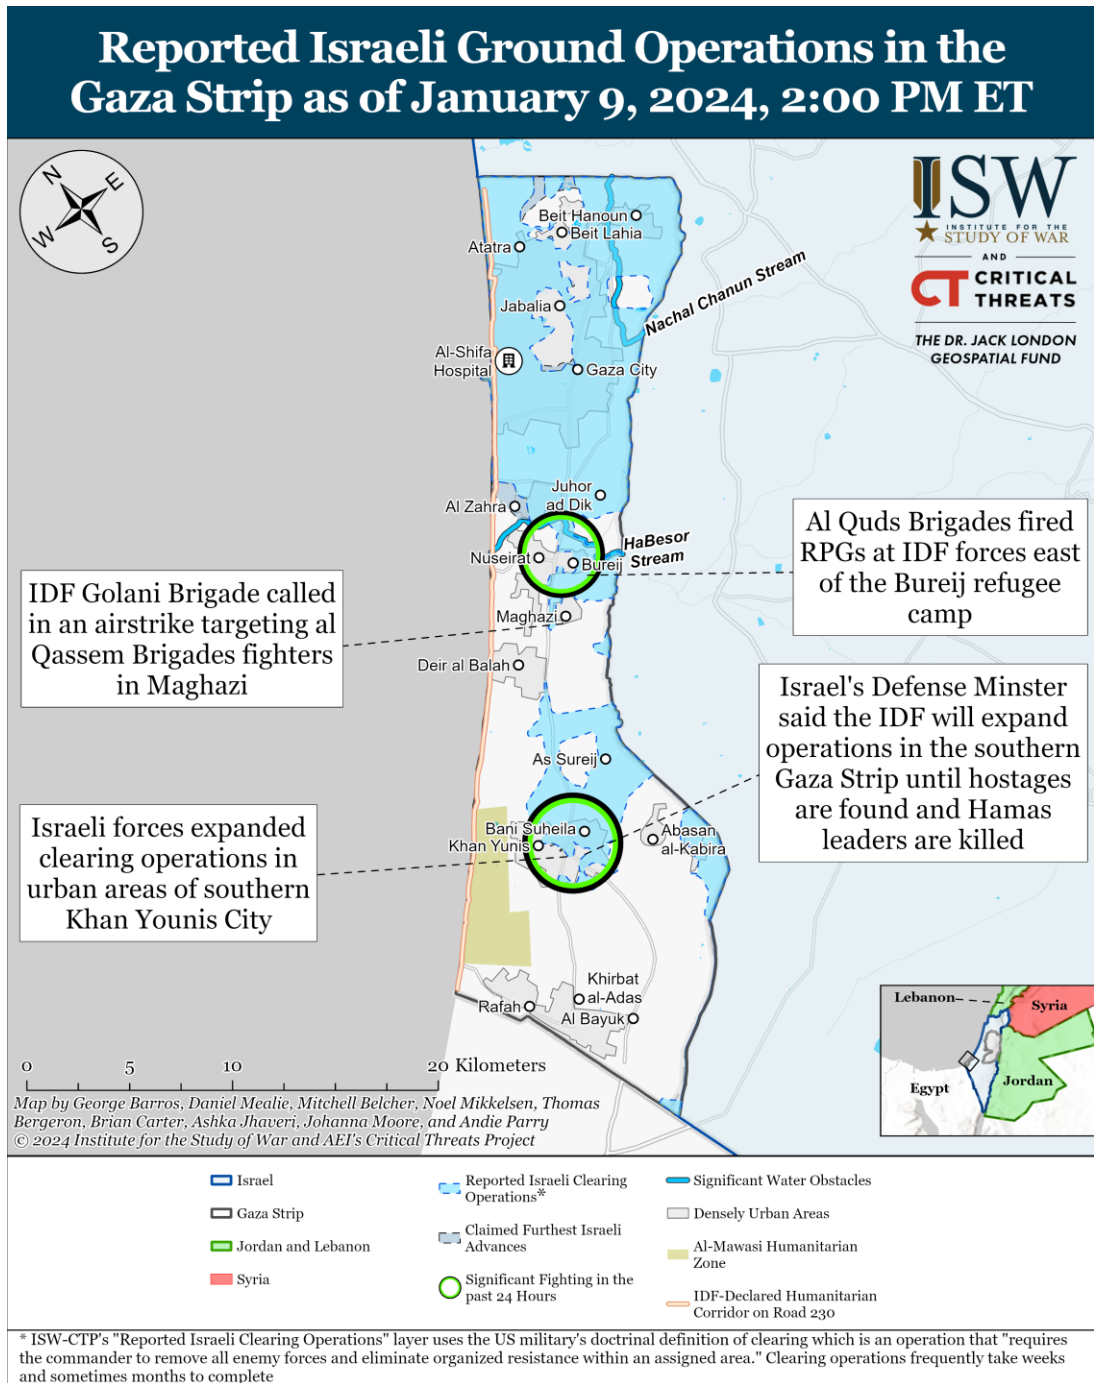 Reported Israeli Ground Operations in the
Gaza Strip as of January 9, 2024, 2:00 PM ET
N
E
W
S
ISW
INSTITUTE FOR THE
STUDY OF WAR
AND
CT CRITICAL
THREATS
THE DR. JACK LONDON
GEOSPATIAL FUND
Beit Hanoun
Beit Lahia
Atatra
Nachal Chanun Stream
Jabalia
Al-Shifa
Hospital
Gaza City
Juhor
ad Dik
Al Zahra
HaBesor
Stream
Nuseirat
Bureij
Al Quds Brigades fired
RPGs at IDF forces east
of the Bureij refugee
camp
IDF Golani Brigade called
in an airstrike targeting al
Qassem Brigades fighters
in Maghazi
Maghazi
Deir al Balah
Israel's Defense Minster
said the IDF will expand
operations in the southern
Gaza Strip until hostages
are found and Hamas
leaders are killed
As Sureij
Israeli forces expanded
clearing operations in
urban areas of southern
Khan Younis City
Bani Suheila
Khan Yunis
Abasan
al-Kabira
Khirbat
al-Adas
Rafah
Al Bayuk
Lebanon
Syria
Egypt
Jordan
0 5 10 20 Kilometers
Map by George Barros, Daniel Mealie, Mitchell Belcher, Noel Mikkelsen, Thomas
Bergeron, Brian Carter, Ashka Jhaveri, Johanna Moore, and Andie Parry
© 2024 Institute for the Study of War and AEI's Critical Threats Project
Israel
Gaza Strip
Jordan and Lebanon
Syria
Reported Israeli Clearing
Operations*
Claimed Furthest Israeli
Advances
Significant Fighting in the
past 24 Hours
Significant Water Obstacles
Densely Urban Areas
Al-Mawasi Humanitarian
Zone
IDF-Declared Humanitarian
Corridor on Road 230
* ISW-CTP's "Reported Israeli Clearing Operations" layer uses the US military's doctrinal definition of clearing which is an operation that "requires
the commander to remove all enemy forces and eliminate organized resistance within an assigned area." Clearing operations frequently take weeks
and sometimes months to complete